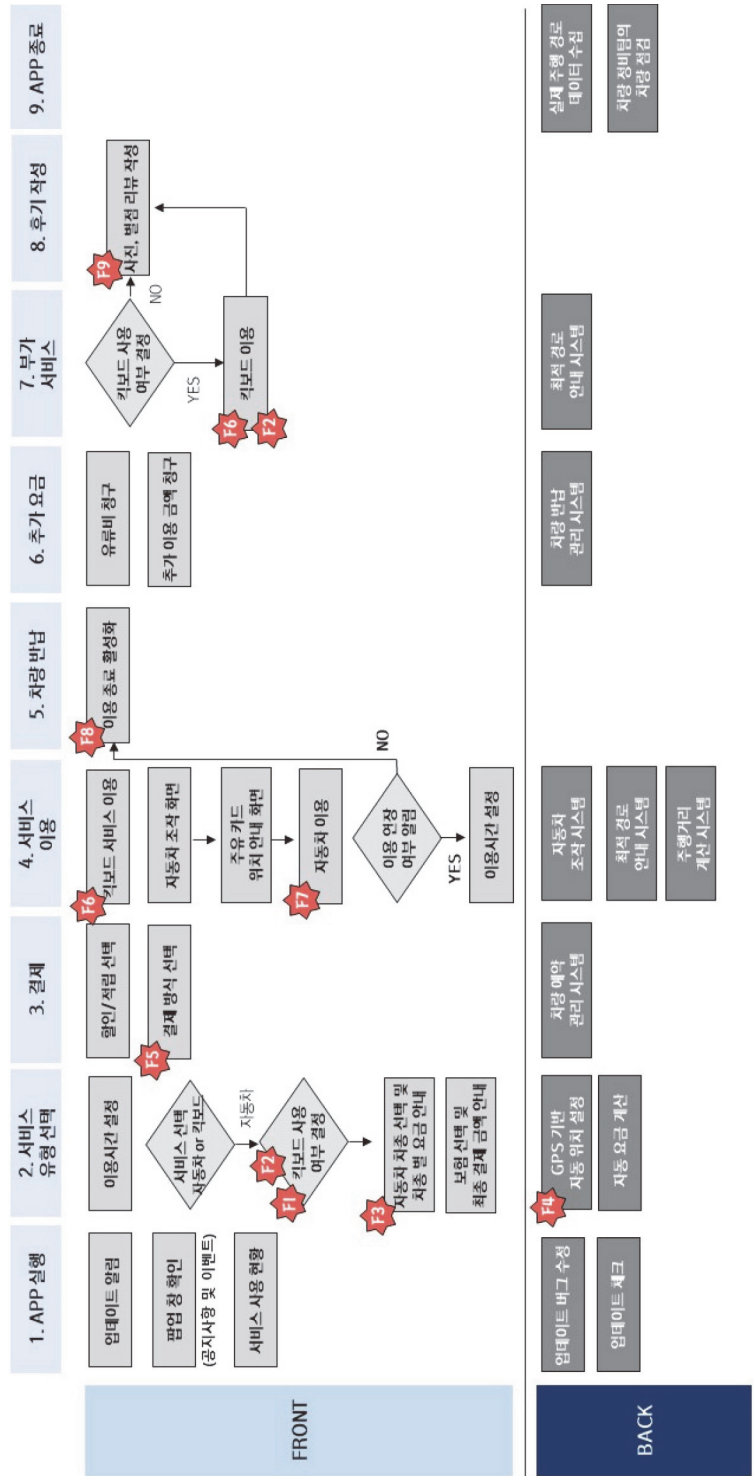 1. APP 실행
2. 서비스
유형 선택
3. 결제
4. 서비스
이용
5. 차량 반납
6. 추가 요금
7. 부가
서비스
8. 후기 작성
9. APP 종료
FRONT
업데이트 알림
팝업 창 확인
(공지사항 및 이벤트)
서비스 사용 현황
이용시간 설정
서비스 선택
자동차 or 킥보드
자동차
F1
F2
킥보드 사용
여부 결정
F3
자동차 차종 선택 및
차종 별 요금 안내
보험 선택 및
최종 결제 금액 안내
할인/적립 선택
F5
결제 방식 선택
F6
킥보드 서비스 이용
자동차 조작 화면
주유 카드
위치 안내 화면
F7
자동차 이용
이용 연장
여부 알림
NO
YES
이용시간 설정
F8
이용 종료 활성화
유류비 청구
추가 이용 금액 청구
킥보드 사용
여부 결정
NO
YES
F6
F2
킥보드 이용
F9
사진, 별점 리뷰 작성
BACK
업데이트 버그 수정
업데이트 체크
F4
GPS 기반
자동 위치 설정
자동 요금 계산
차량 예약
관리 시스템
자동차
조작 시스템
최적 경로
안내 시스템
주행거리
계산 시스템
차량 반납
관리 시스템
최적 경로
안내 시스템
실제 주행 경로
데이터 수집
차량 정비팀의
차량 점검